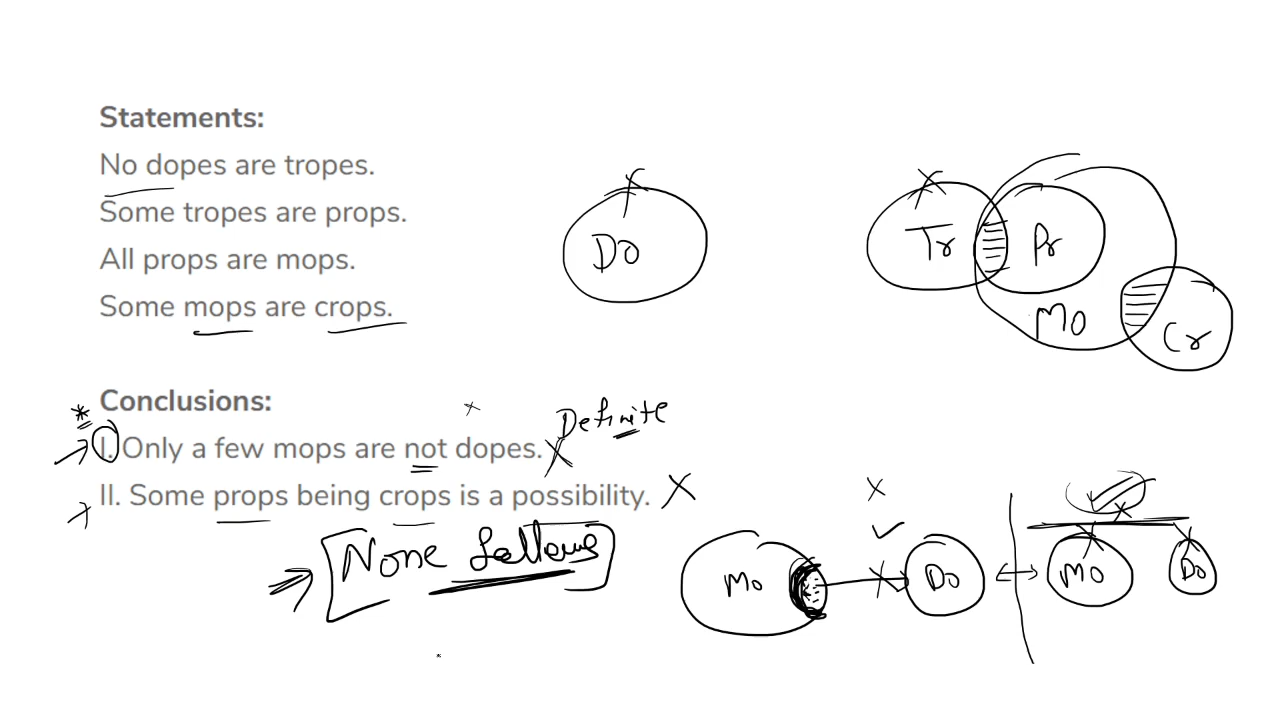 Statements:
No dopes are tropes.
Some tropes are props.
All props are mops.
Some mops are crops.
Do
Tr
Pr
Mo
Cr
Conclusions:
I. Only a few mops are not dopes.
Definite
II. Some props being crops is a possibility.
None follows
Mo
Do
Mo
Do